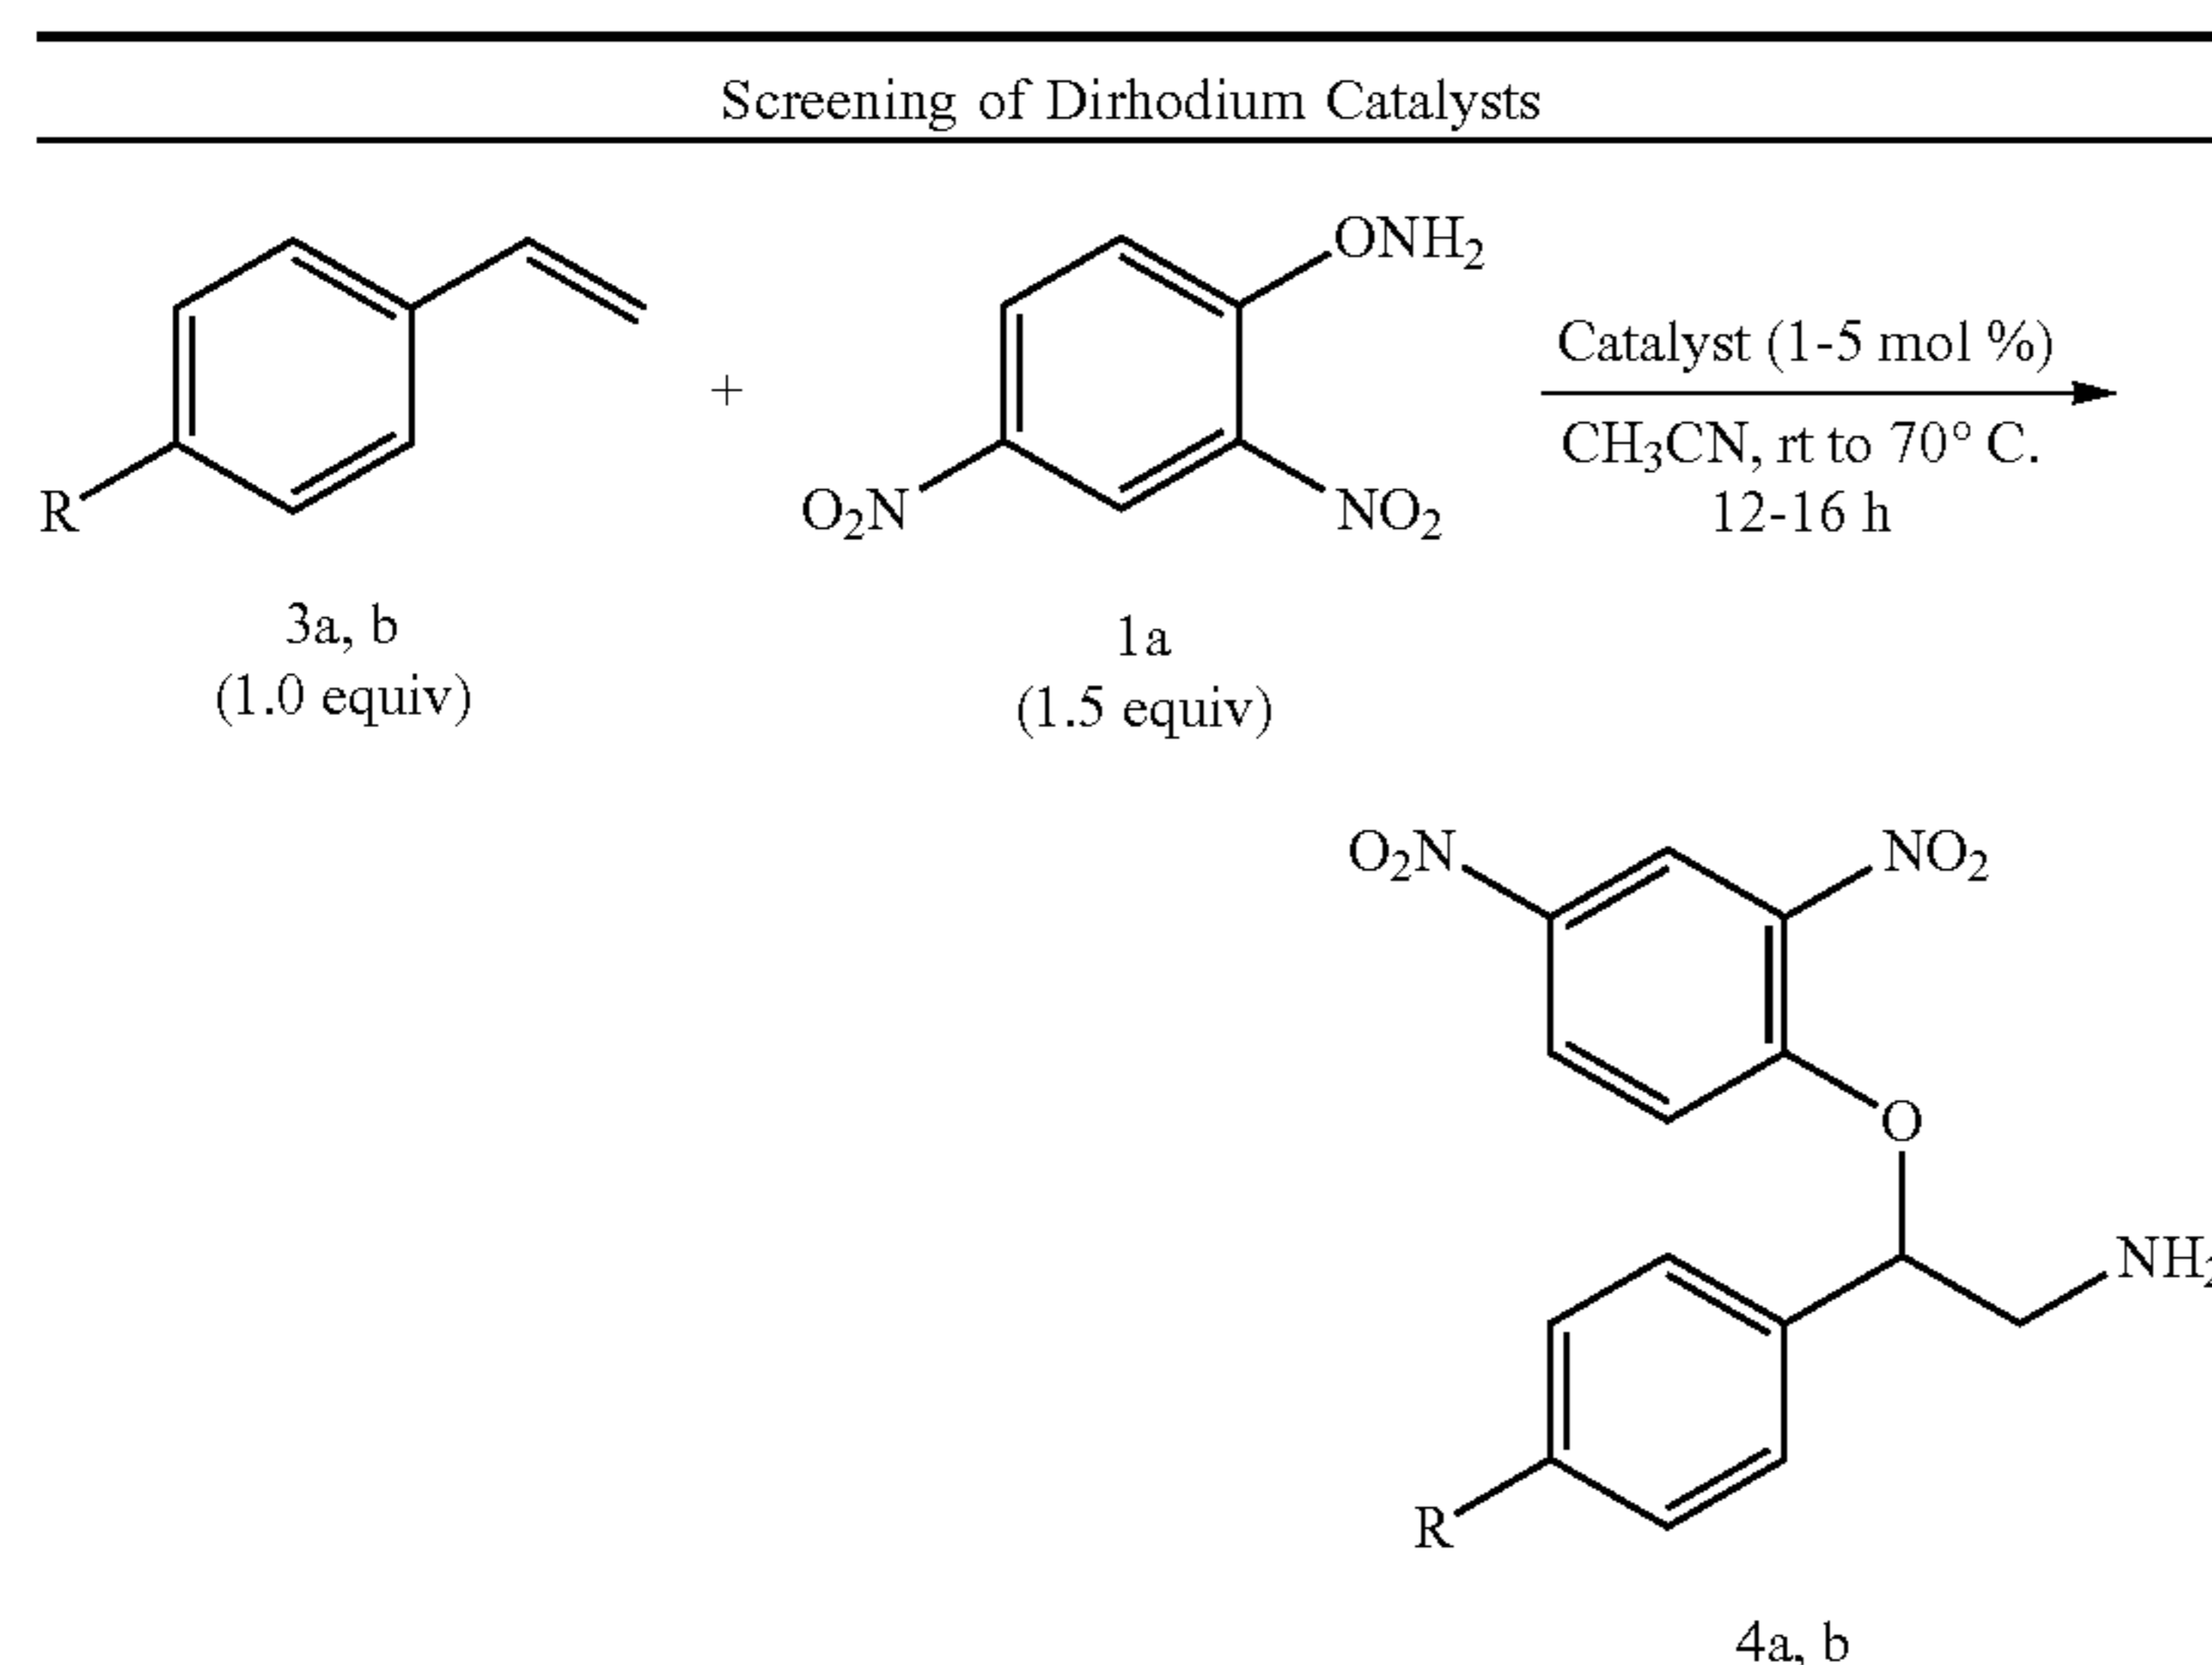 Screening of Dirhodium Catalysts
ONH2
R
+
O2N
NO2
Catalyst (1-5 mol %)
CH3CN, rt to 70° C.
12-16 h
3a, b
(1.0 equiv)
1a
(1.5 equiv)
O2N
NO2
O
NH2
R
4a, b